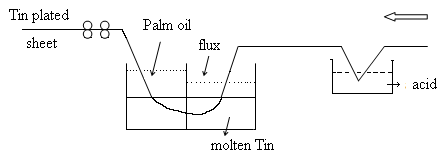 Tin plated
sheet
Palm oil
flux
acid
molten Tin